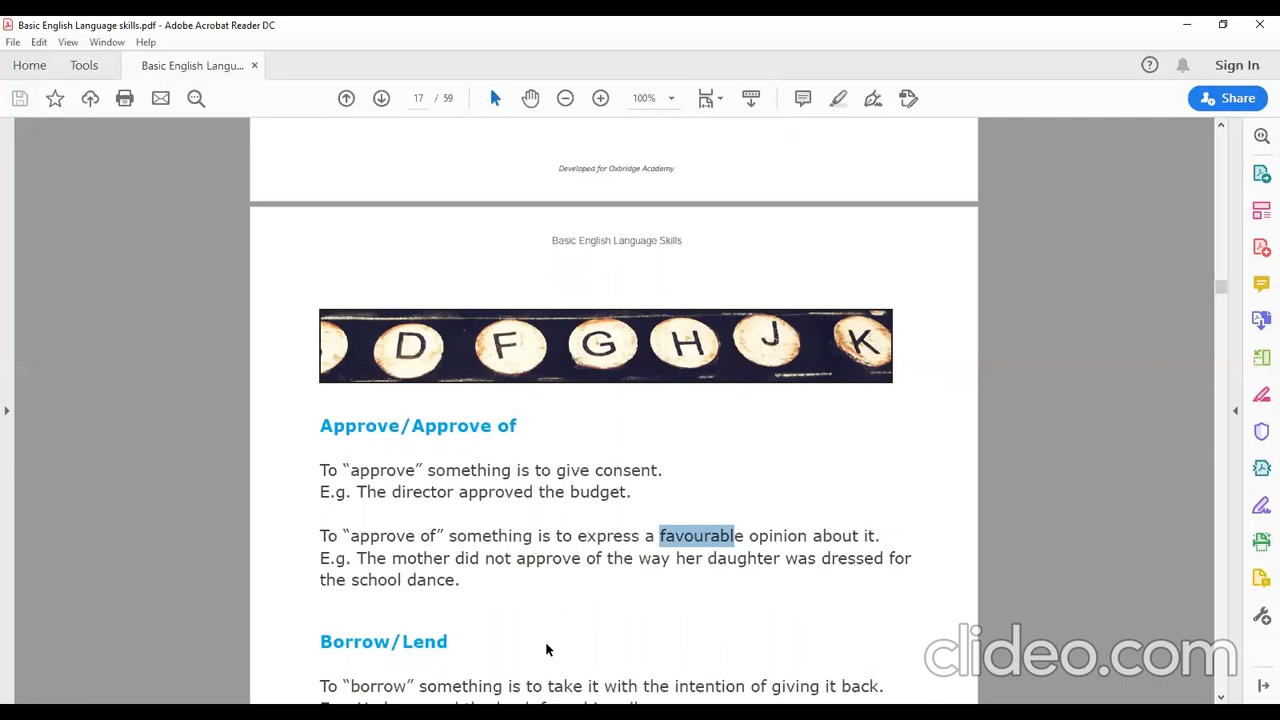 Basic English Language skills.pdf - Adobe Acrobat Reader DC
File Edit View Window Help
Home Tools Basic English Langu... × Sign In
17 / 59 100% Share
Developed for Oxbridge Academy
Basic English Language Skills
D F G H J K
Approve/Approve of
To “approve” something is to give consent.
E.g. The director approved the budget.
To “approve of” something is to express a favourable opinion about it.
E.g. The mother did not approve of the way her daughter was dressed for
the school dance.
Borrow/Lend
clideo.com
To “borrow” something is to take it with the intention of giving it back.